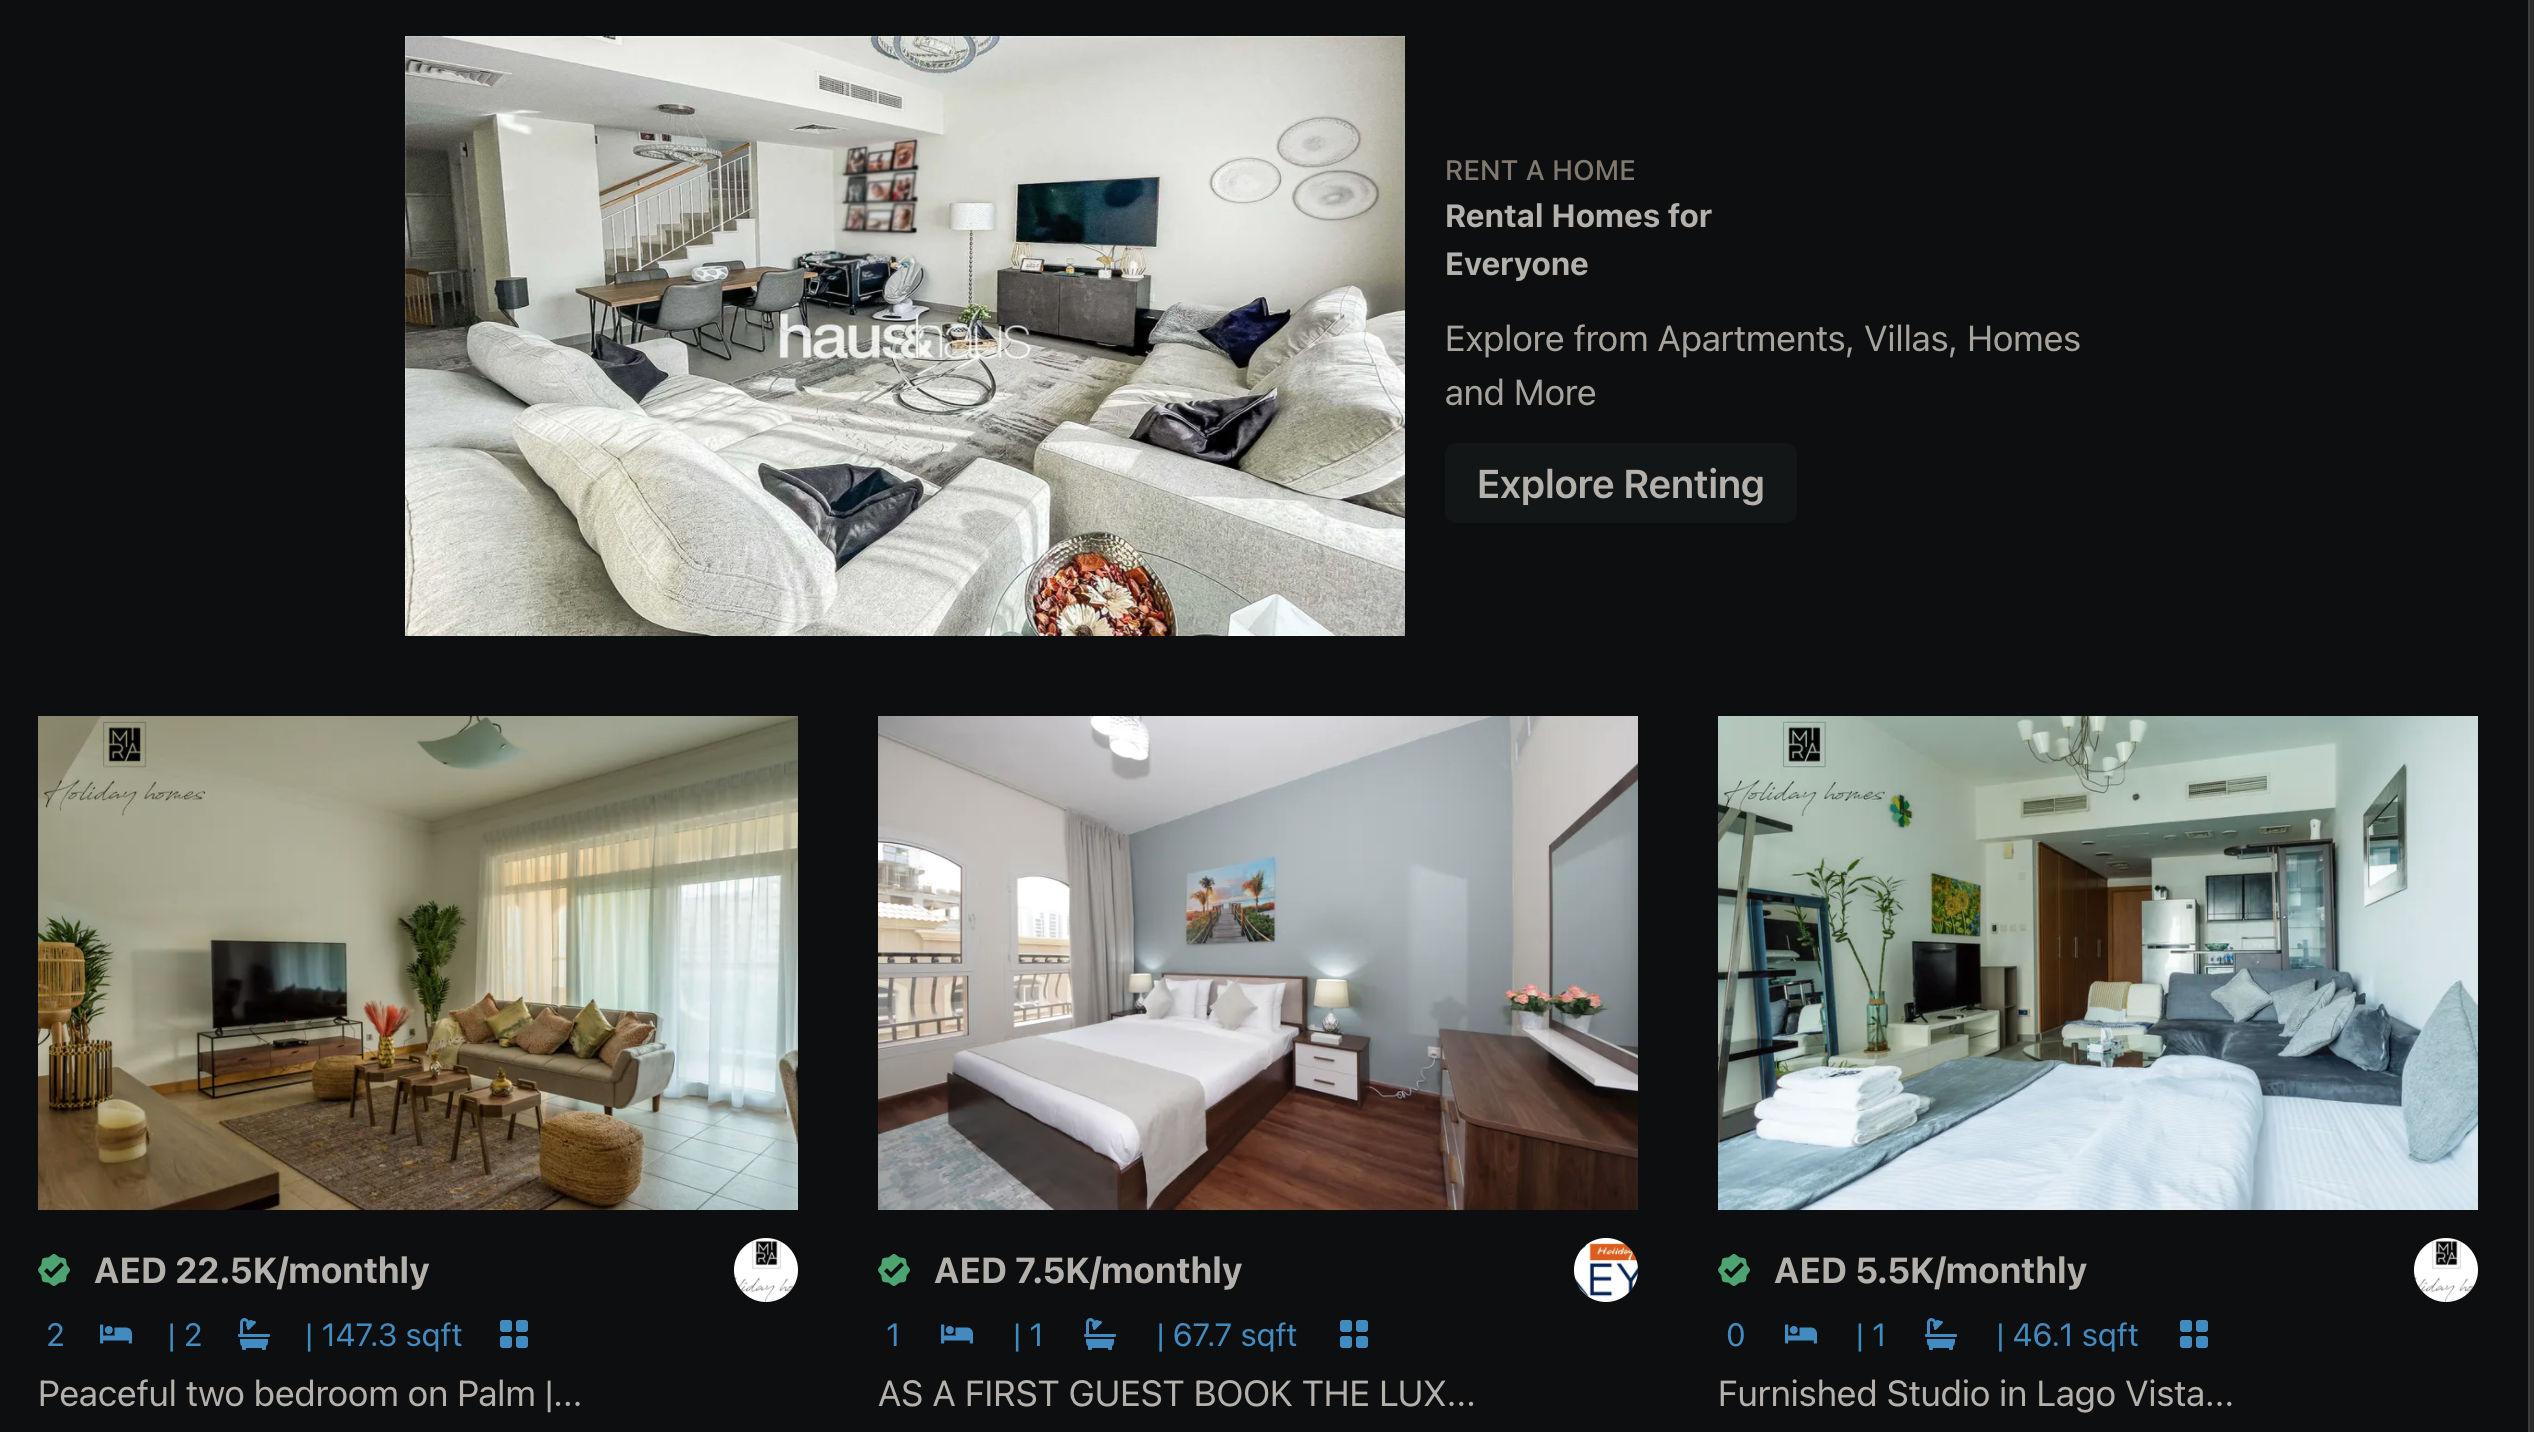 haus&haus
RENT A HOME
Rental Homes for
Everyone
Explore from Apartments, Villas, Homes
and More
Explore Renting
MIRA
Holiday homes
MIRA
Holiday homes
AED 22.5K/monthly
2 | 2 | 147.3 sqft
Peaceful two bedroom on Palm |...
AED 7.5K/monthly
Holiday
EY
1 | 1 | 67.7 sqft
AS A FIRST GUEST BOOK THE LUX...
AED 5.5K/monthly
0 | 1 | 46.1 sqft
Furnished Studio in Lago Vista...